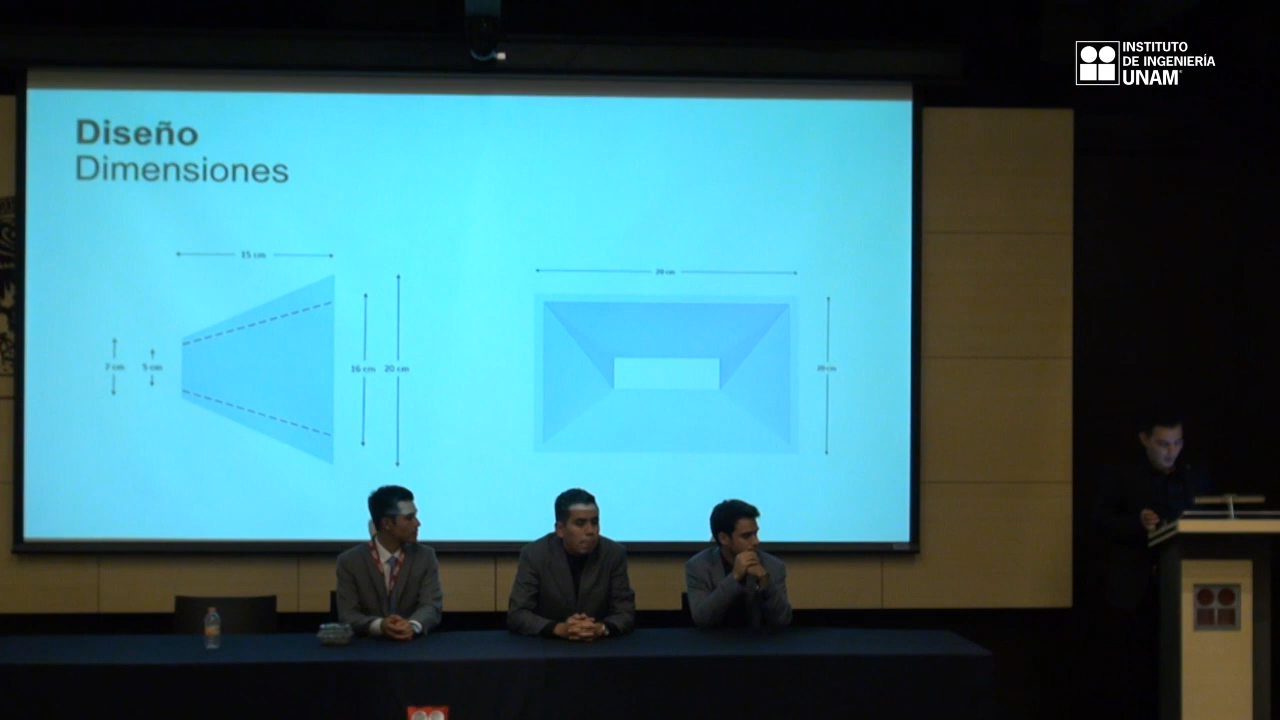 INSTITUTO
DE INGENIERÍA
UNAM
Diseño
Dimensiones
15 cm
20 cm
7 cm
5 cm
16 cm
20 cm
20 cm